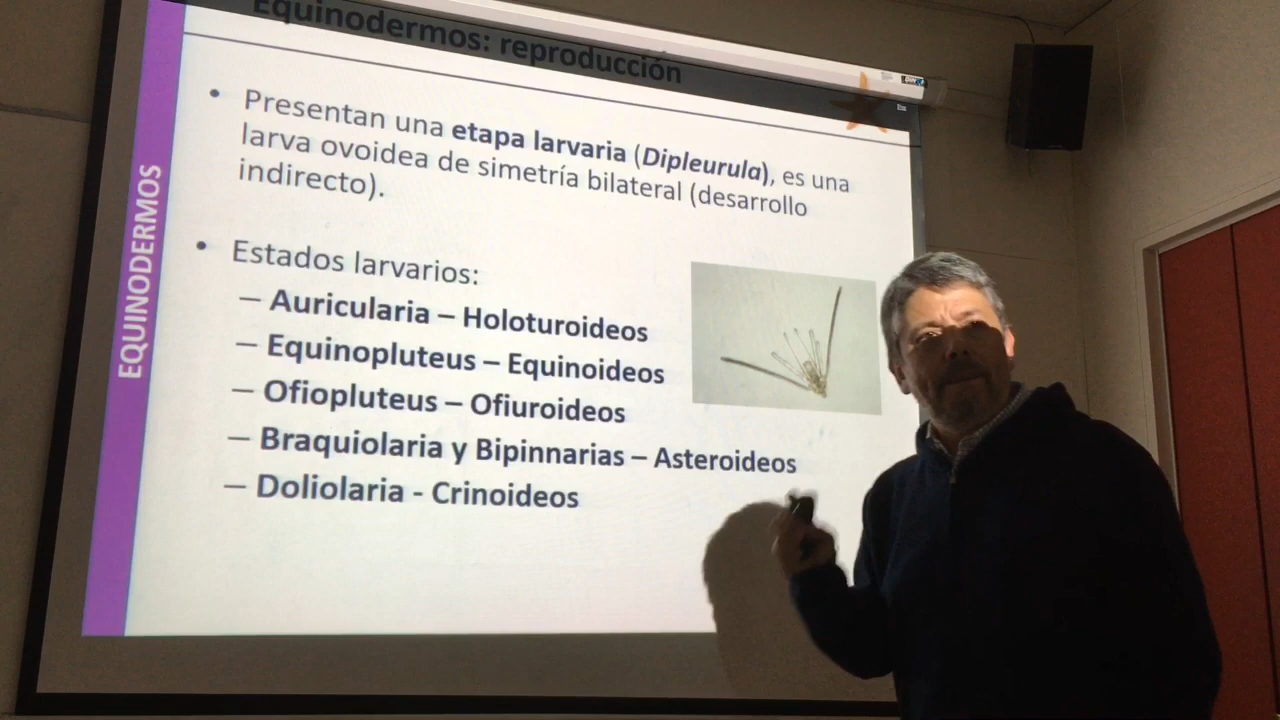 Equinodermos: reproducción
• Presentan una etapa larvaria (Dipleurula), es una
larva ovoidea de simetría bilateral (desarrollo
indirecto).
• Estados larvarios:
– Auricularia – Holoturoideos
– Equinopluteus – Equinoideos
– Ofiopluteus – Ofiuroideos
– Braquiolaria y Bipinnarias – Asteroideos
– Doliolaria - Crinoideos
EQUINODERMOS